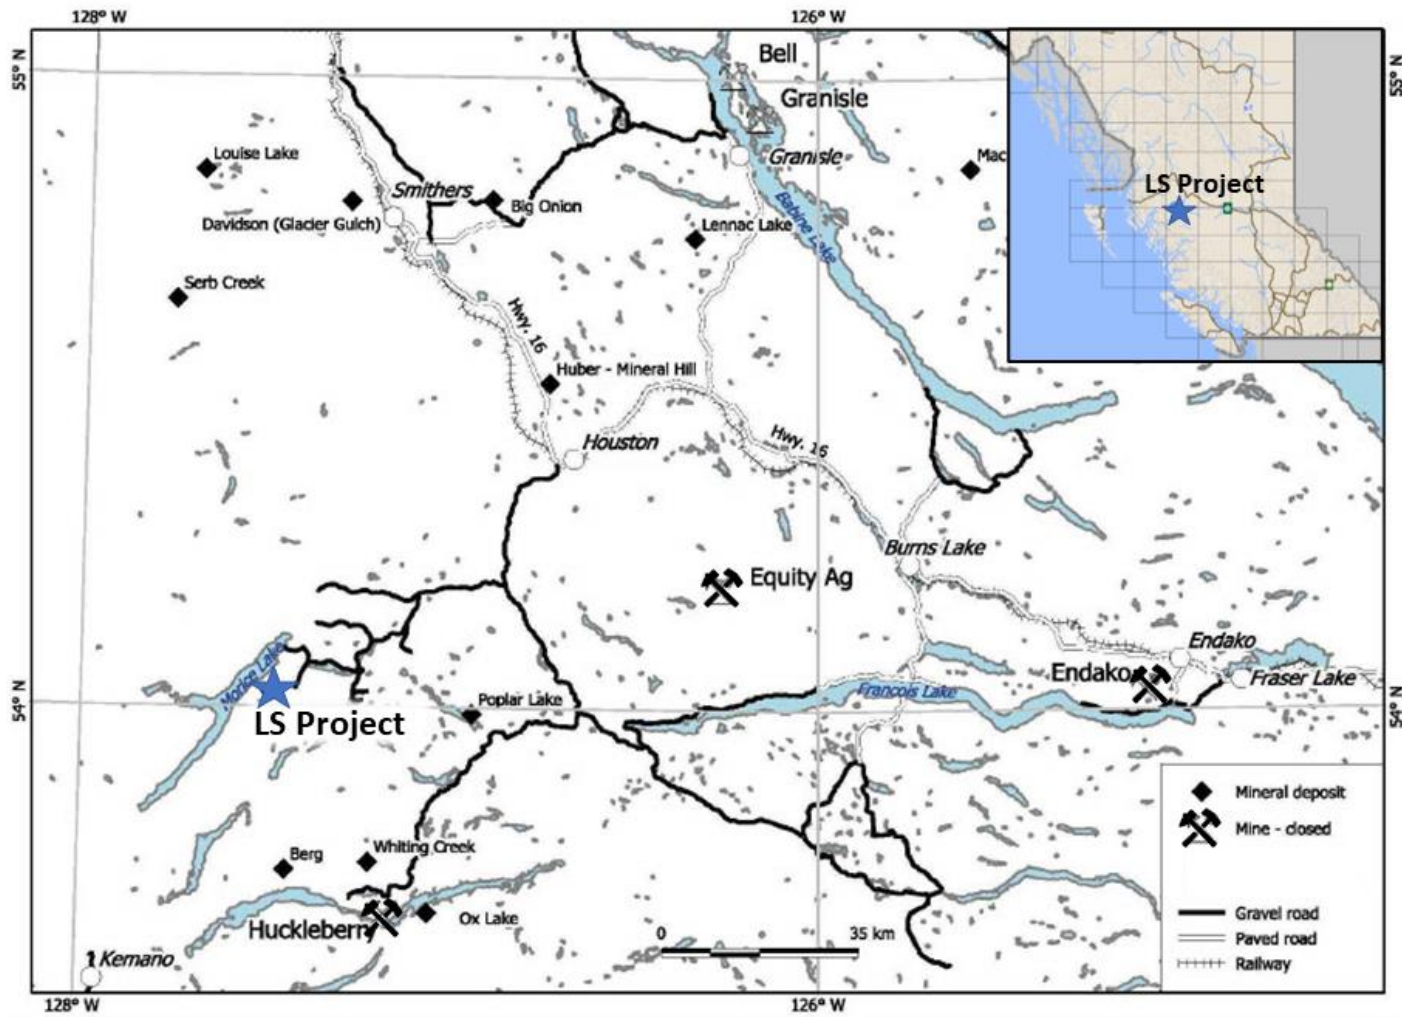 128° W
126° W
55° N
55° N
Bell
Granisle
Granisle
Louise Lake
Smithers
Big Onion
Davidson (Glacier Gulch)
Lennac Lake
Babine Lake
Mac
LS Project
Serb Creek
Hwy. 16
Huber - Mineral Hill
Houston
Hwy. 16
Burns Lake
Equity Ag
Endako
Endako
Fraser Lake
Morice Lake
LS Project
Poplar Lake
Francois Lake
54° N
54° N
Mineral deposit
Mine - closed
Berg
Whiting Creek
Huckleberr
Ox Lake
0
35 km
Gravel road
Paved road
Railway
Kemano
128° W
126° W